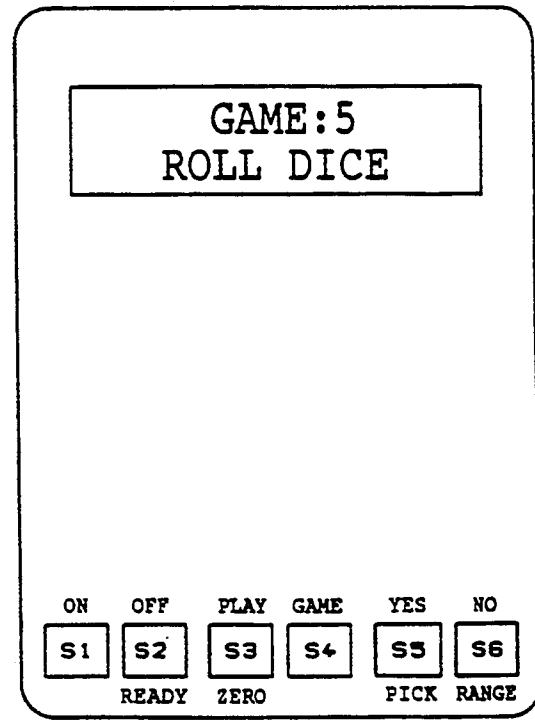 GAME:5
ROLL DICE
ON OFF PLAY GAME YES NO
S1 S2 S3 S4 S5 S6
READY ZERO PICK RANGE